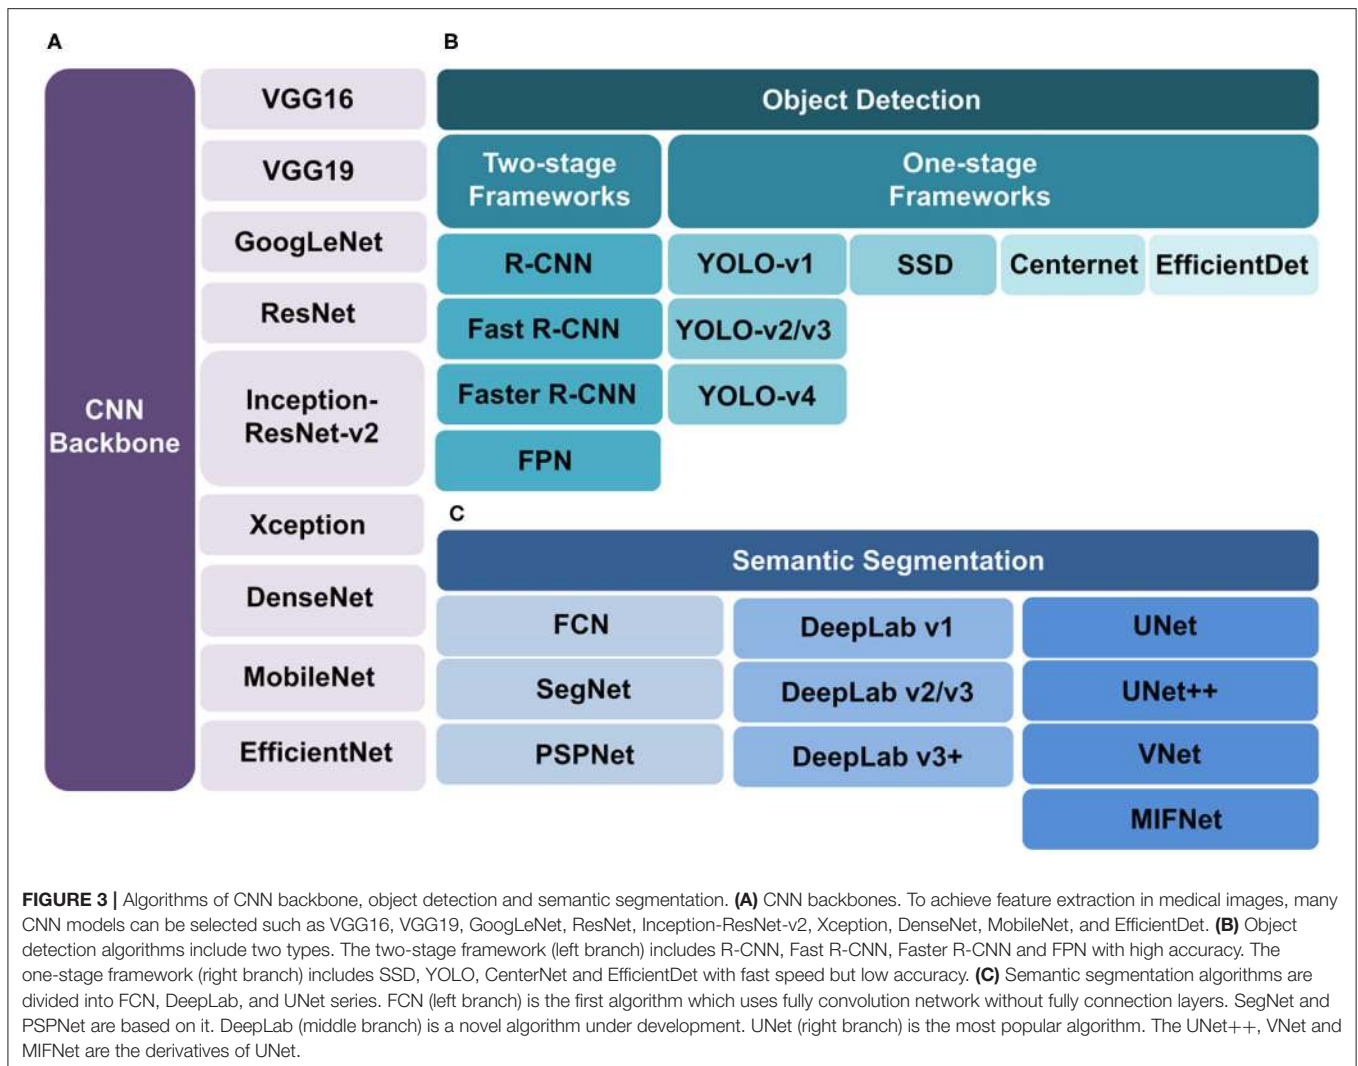 A
CNN
Backbone
VGG16
VGG19
GoogLeNet
ResNet
Inception-
ResNet-v2
Xception
DenseNet
MobileNet
EfficientNet
B
Object Detection
Two-stage
Frameworks
One-stage
Frameworks
R-CNN
YOLO-v1
SSD
Centernet
EfficientDet
Fast R-CNN
YOLO-v2/v3
Faster R-CNN
YOLO-v4
FPN
C
Semantic Segmentation
FCN
DeepLab v1
UNet
SegNet
DeepLab v2/v3
UNet++
PSPNet
DeepLab v3+
VNet
MIFNet
FIGURE 3 | Algorithms of CNN backbone, object detection and semantic segmentation. (A) CNN backbones. To achieve feature extraction in medical images, many
CNN models can be selected such as VGG16, VGG19, GoogLeNet, ResNet, Inception-ResNet-v2, Xception, DenseNet, MobileNet, and EfficientDet. (B) Object
detection algorithms include two types. The two-stage framework (left branch) includes R-CNN, Fast R-CNN, Faster R-CNN and FPN with high accuracy. The
one-stage framework (right branch) includes SSD, YOLO, CenterNet and EfficientDet with fast speed but low accuracy. (C) Semantic segmentation algorithms are
divided into FCN, DeepLab, and UNet series. FCN (left branch) is the first algorithm which uses fully convolution network without fully connection layers. SegNet and
PSPNet are based on it. DeepLab (middle branch) is a novel algorithm under development. UNet (right branch) is the most popular algorithm. The UNet++, VNet and
MIFNet are the derivatives of UNet.